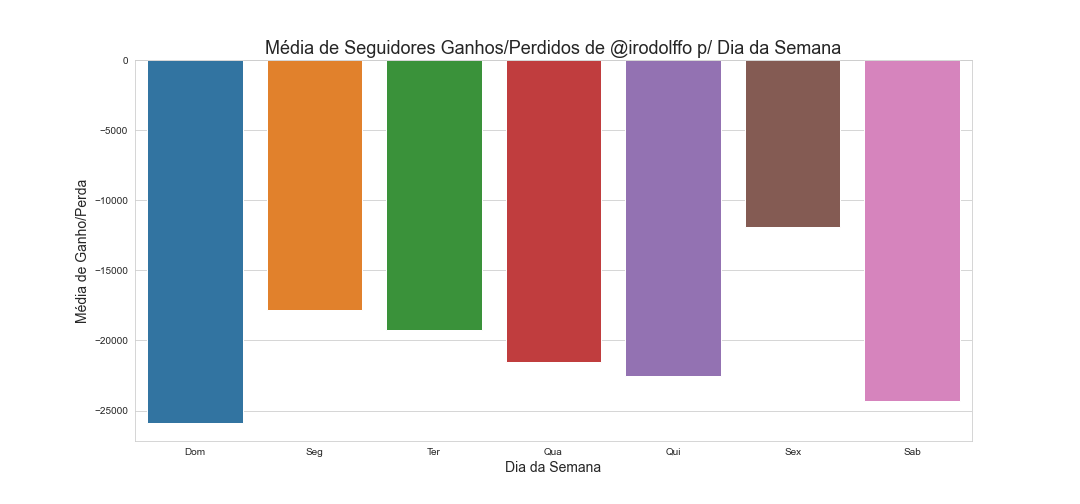 Média de Seguidores Ganhos/Perdidos de @irodolffo p/ Dia da Semana
0
−5000
−10000
−15000
−20000
−25000
Média de Ganho/Perda
Dom Seg Ter Qua Qui Sex Sab
Dia da Semana